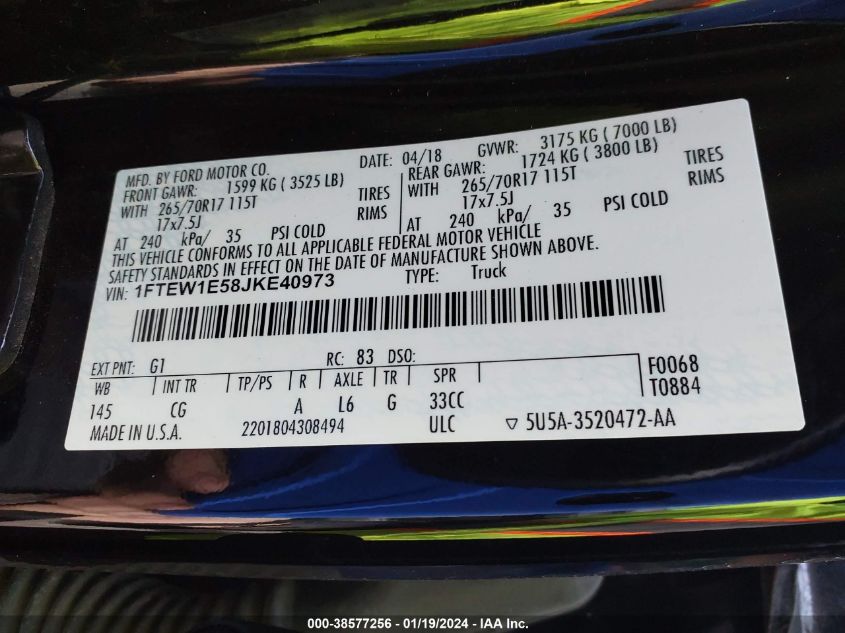 MFD. BY FORD MOTOR CO. DATE: 04/18 GVWR: 3175 KG ( 7000 LB)
FRONT GAWR: 1599 KG ( 3525 LB) REAR GAWR: 1724 KG ( 3800 LB)
WITH 265/70R17 115T TIRES WITH 265/70R17 115T TIRES
17x7.5J RIMS 17x7.5J RIMS
AT 240 kPa/ 35 PSI COLD AT 240 kPa/ 35 PSI COLD
THIS VEHICLE CONFORMS TO ALL APPLICABLE FEDERAL MOTOR VEHICLE
SAFETY STANDARDS IN EFFECT ON THE DATE OF MANUFACTURE SHOWN ABOVE.
VIN: 1FTEW1E58JKE40973 TYPE: Truck
EXT PNT: G1 RC: 83 DSO: F0068
WB INT TR TP/PS R AXLE TR SPR T0884
145 CG A L6 G 33CC
MADE IN U.S.A. 2201804308494 ULC ▽ 5U5A-3520472-AA
000-38577256 - 01/19/2024 - IAA Inc.